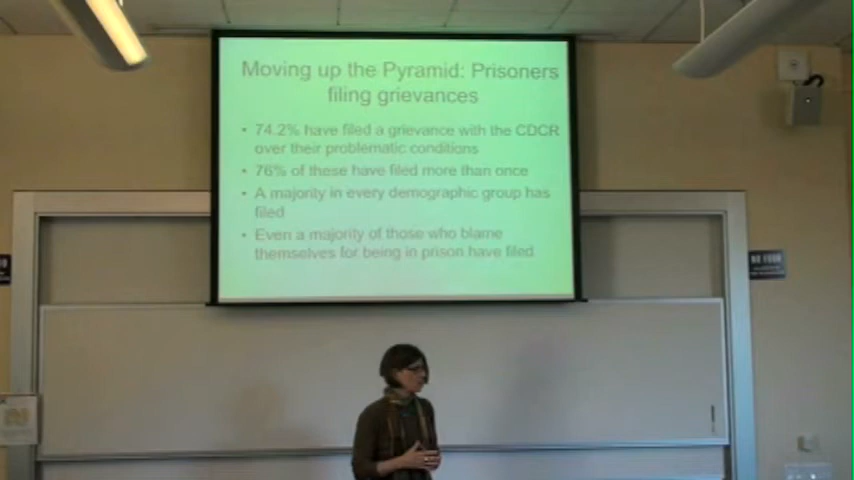 Moving up the Pyramid: Prisoners
filing grievances
• 74.2% have filed a grievance with the CDCR
over their problematic conditions
• 76% of these have filed more than once
• A majority in every demographic group has
filed
• Even a majority of those who blame
themselves for being in prison have filed
NO FOOD